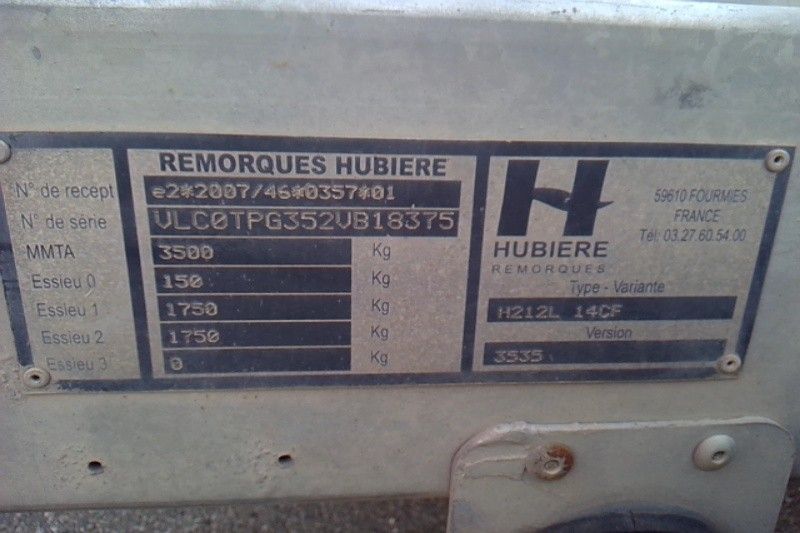 REMORQUES HUBIERE
N° de recept e2*2007/46*0357*01
N° de série VLC0TPG352VB18375
MMTA 3500 Kg
Essieu 0 150 Kg
Essieu 1 1750 Kg
Essieu 2 1750 Kg
Essieu 3 0 Kg
H
HUBIERE
REMORQUES
59610 FOURMIES
FRANCE
Tél: 03.27.60.54.00
Type - Variante
H212L 14CF
Version
3535